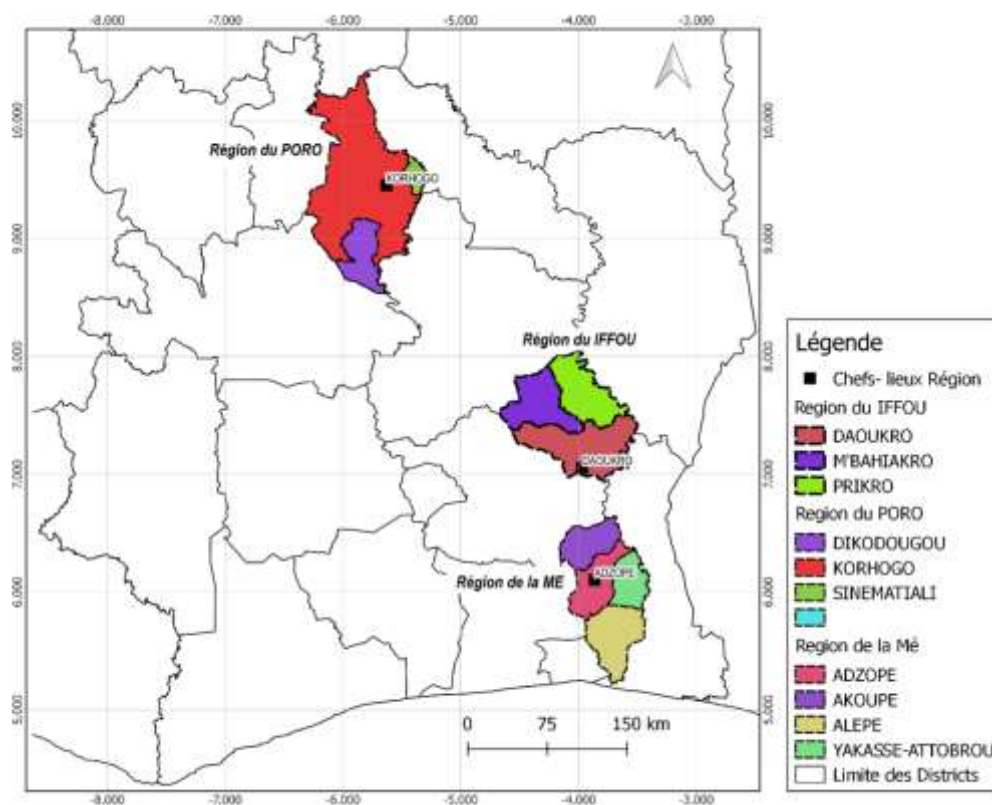 -8.000 -7.000 -6.000 -5.000 -4.000 -3.000
10.000 10.000
Région du PORO
KORHOGO
9.000 9.000
Région du IFFOU
8.000 8.000
DAOUKRO
7.000 7.000
ADZOPE
Région de la ME
6.000 6.000
5.000 5.000
0 75 150 km
-8.000 -7.000 -6.000 -5.000 -4.000 -3.000
Légende
Chefs- lieux Région
Region du IFFOU
DAOUKRO
M'BAHIAKRO
PRIKRO
Region du PORO
DIKODOUGOU
KORHOGO
SINEMATIALI
Region de la Mé
ADZOPE
AKOUPE
ALEPE
YAKASSE-ATTOBROU
Limite des Districts